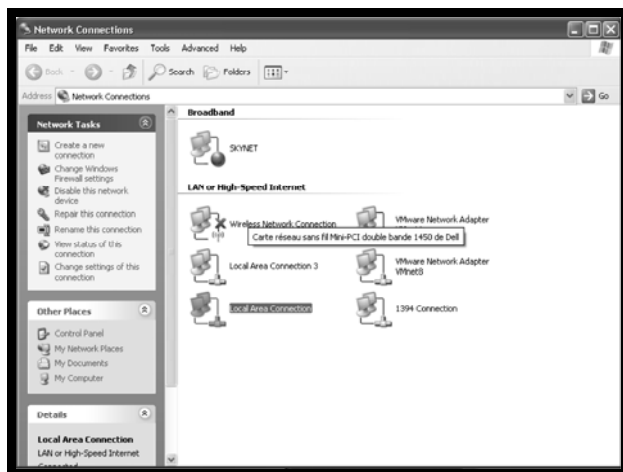 Network Connections
File Edit View Favorites Tools Advanced Help
Back Search Folders
Address Network Connections Go
Network Tasks
Create a new
connection
Change Windows
Firewall settings
Disable this network
device
Repair this connection
Rename this connection
View status of this
connection
Change settings of this
connection
Other Places
Control Panel
My Network Places
My Documents
My Computer
Details
Local Area Connection
LAN or High-Speed Internet
Connected
Broadband
SKYNET
LAN or High-Speed Internet
Wireless Network Connection
VMware Network Adapter
Carte réseau sans fil Mini-PCI double bande 1450 de Dell
Local Area Connection 3
VMware Network Adapter
VMnet8
Local Area Connection
1394 Connection